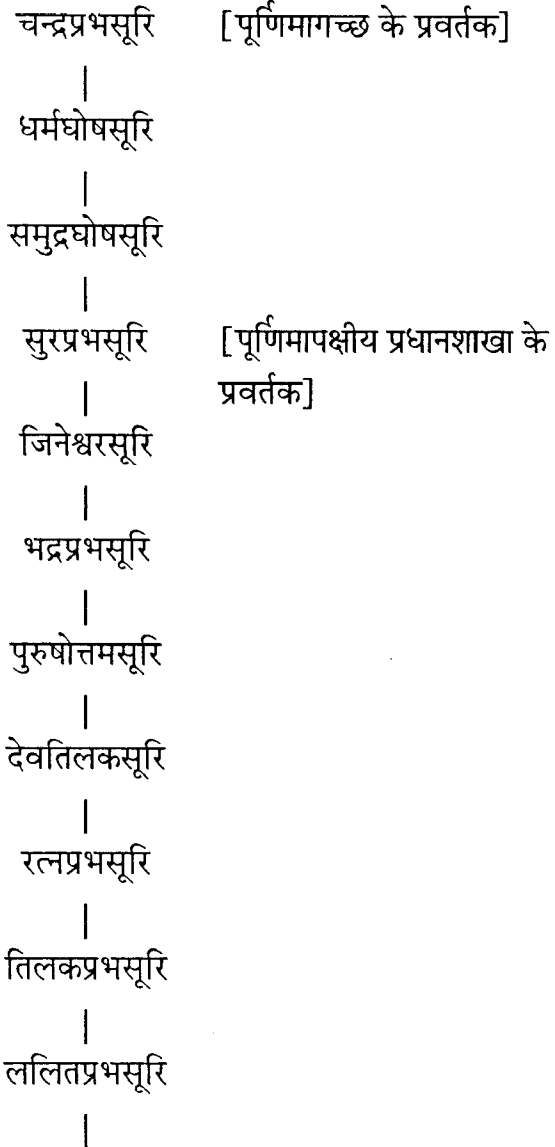 चन्द्रप्रभसूरि [पूर्णिमागच्छ के प्रवर्तक]
|
धर्मघोषसूरि
|
समुद्रघोषसूरि
|
सुरप्रभसूरि [पूर्णिमापक्षीय प्रधानशाखा के
| प्रवर्तक]
जिनेश्वरसूरि
|
भद्रप्रभसूरि
|
पुरुषोत्तमसूरि
|
देवतिलकसूरि
|
रत्नप्रभसूरि
|
तिलकप्रभसूरि
|
ललितप्रभसूरि
|